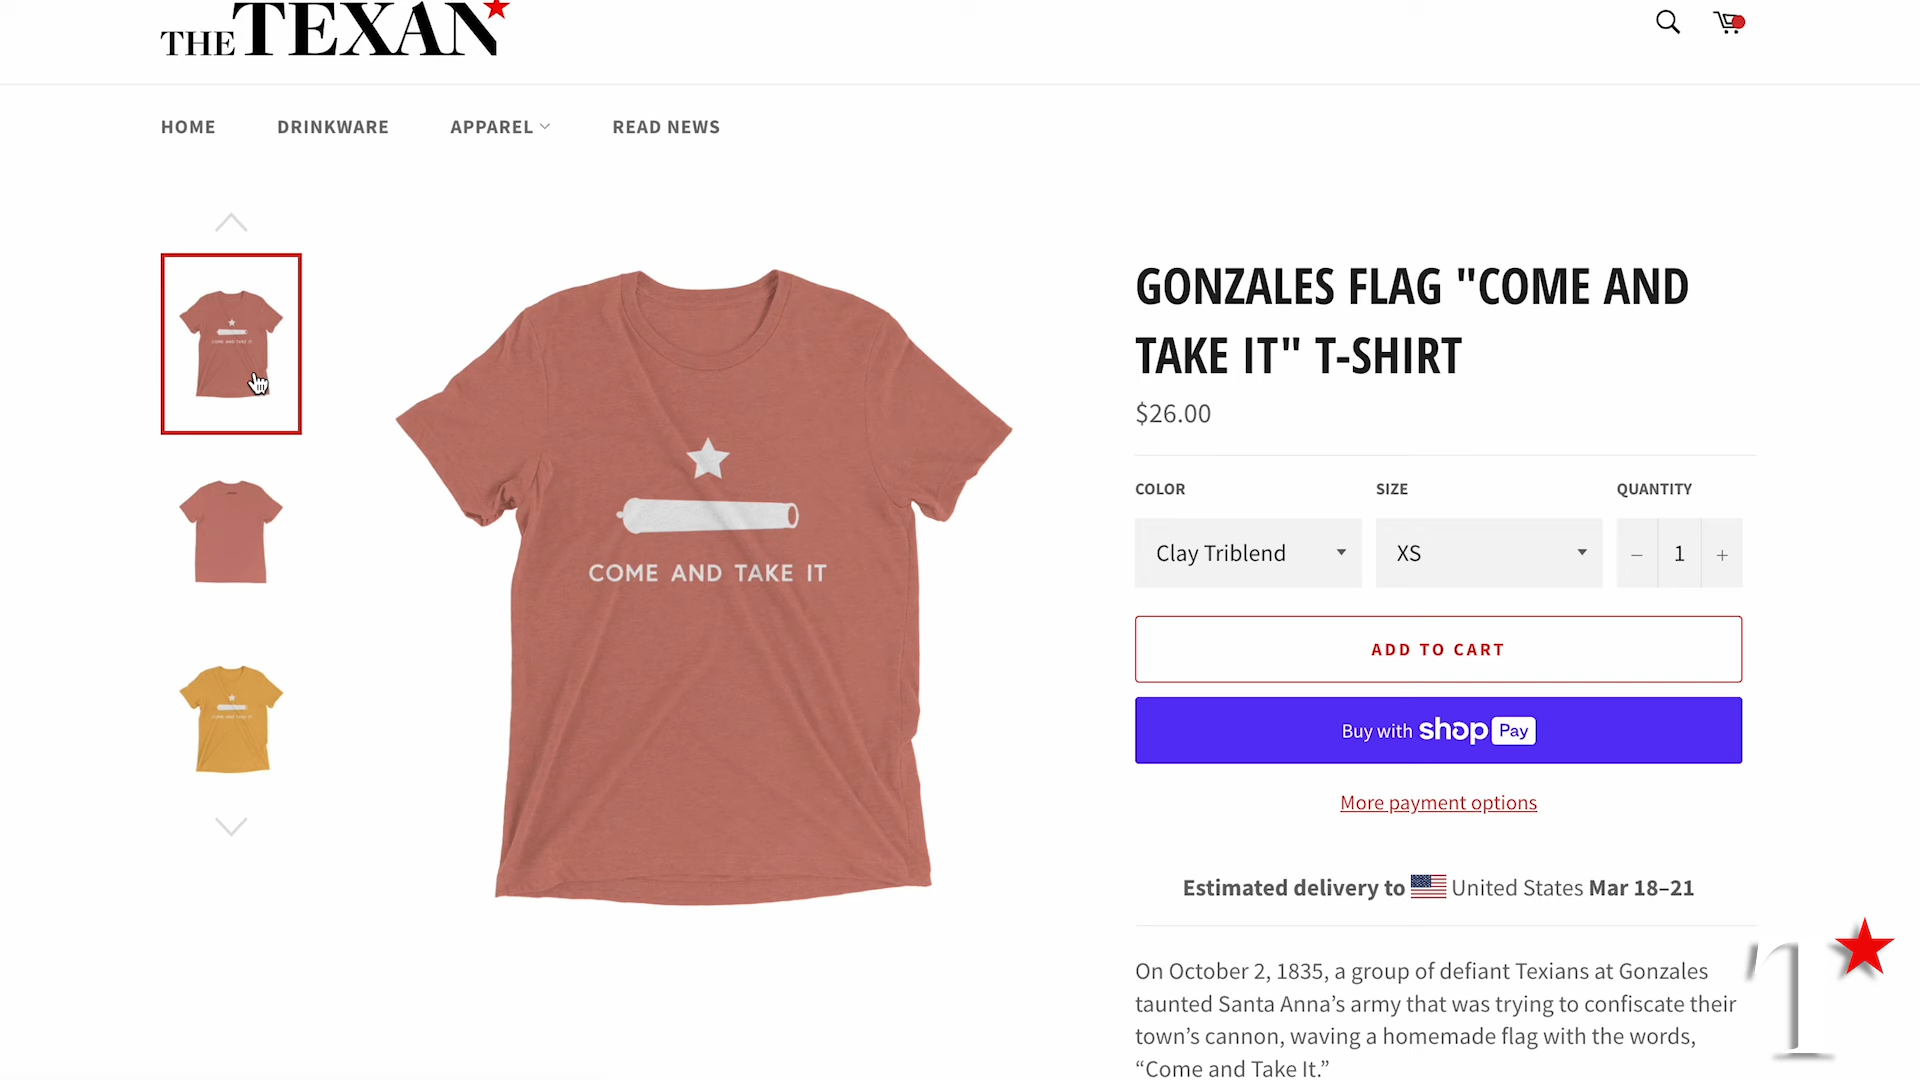 THE TEXAN
HOME DRINKWARE APPAREL READ NEWS
COME AND TAKE IT
GONZALES FLAG "COME AND
TAKE IT" T-SHIRT
$26.00
COLOR SIZE QUANTITY
Clay Triblend XS − 1 +
ADD TO CART
Buy with shop Pay
More payment options
Estimated delivery to United States Mar 18–21
On October 2, 1835, a group of defiant Texians at Gonzales
taunted Santa Anna’s army that was trying to confiscate their
town’s cannon, waving a homemade flag with the words,
“Come and Take It.”